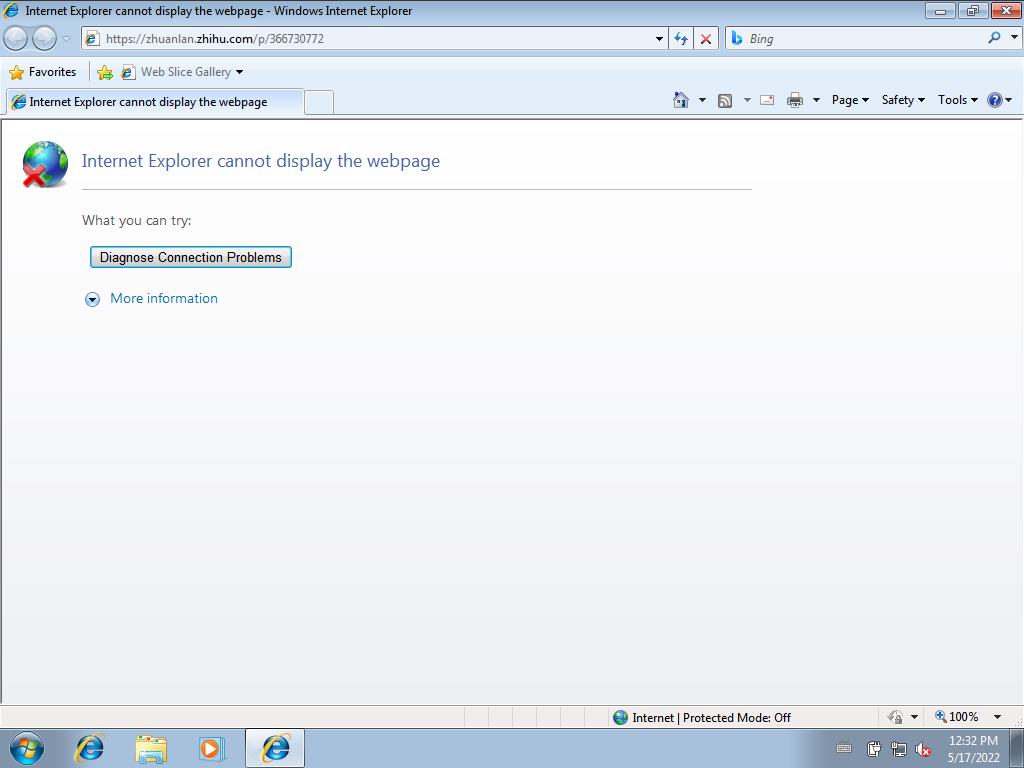 Internet Explorer cannot display the webpage - Windows Internet Explorer
https://zhuanlan.zhihu.com/p/366730772
Bing
Favorites
Web Slice Gallery
Internet Explorer cannot display the webpage
Page
Safety
Tools
Internet Explorer cannot display the webpage
What you can try:
Diagnose Connection Problems
More information
Internet | Protected Mode: Off
100%
12:32 PM
5/17/2022